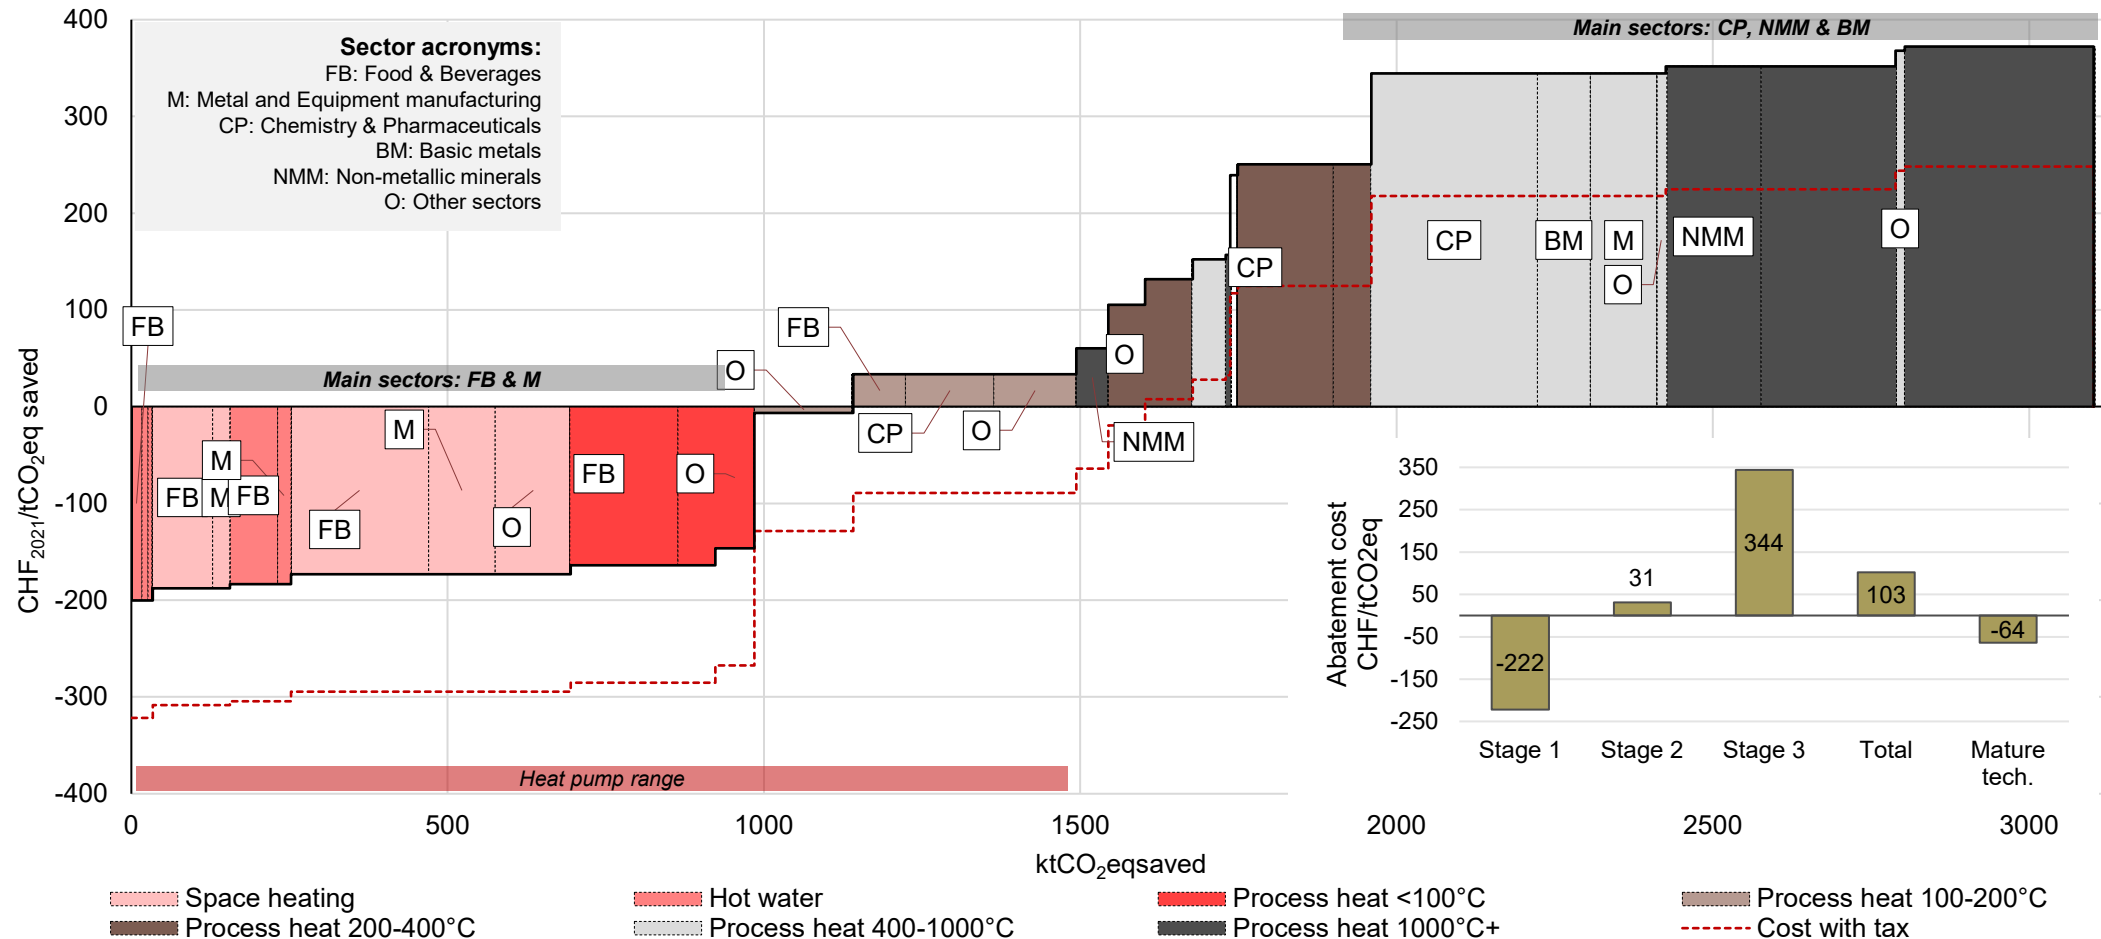 400
300
200
100
0
-100
-200
-300
-400
CHF2021/tCO2eq saved
Sector acronyms:
FB: Food & Beverages
M: Metal and Equipment manufacturing
CP: Chemistry & Pharmaceuticals
BM: Basic metals
NMM: Non-metallic minerals
O: Other sectors
Main sectors: CP, NMM & BM
Main sectors: FB & M
Heat pump range
FB
FB
M
M
FB
FB
M
O
FB
O
O
FB
CP
O
NMM
O
CP
CP
BM
M
O
NMM
O
0
500
1000
1500
2000
2500
3000
ktCO2eqsaved
Abatement cost
CHF/tCO2eq
350
250
150
50
-50
-150
-250
-222
31
344
103
-64
Stage 1
Stage 2
Stage 3
Total
Mature
tech.
Space heating
Hot water
Process heat <100°C
Process heat 100-200°C
Process heat 200-400°C
Process heat 400-1000°C
Process heat 1000°C+
Cost with tax